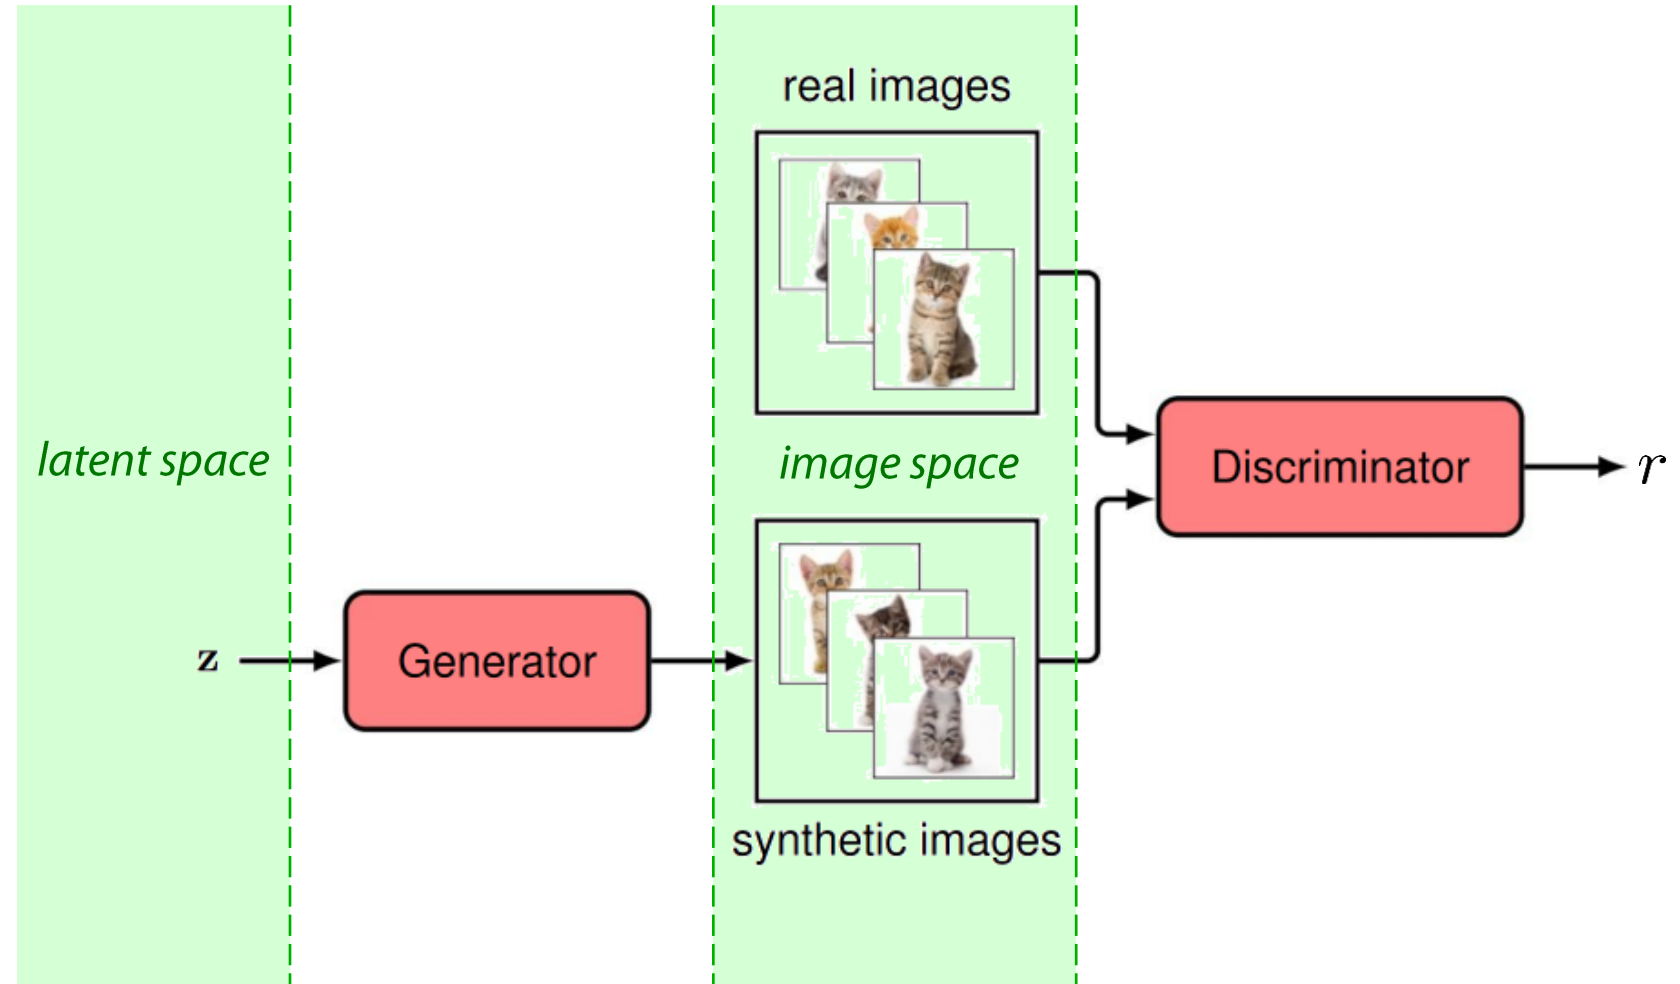 real images
latent space
image space
Discriminator
r
z
Generator
synthetic images